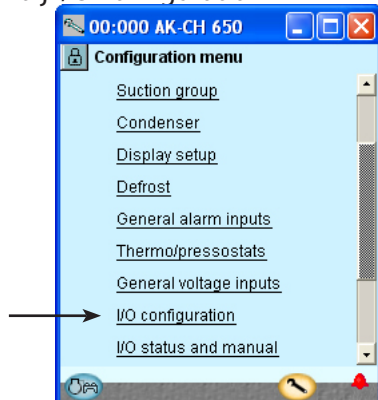 00:000 AK-CH 650
Configuration menu
Suction group
Condenser
Display setup
Defrost
General alarm inputs
Thermo/pressostats
General voltage inputs
I/O configuration
I/O status and manual